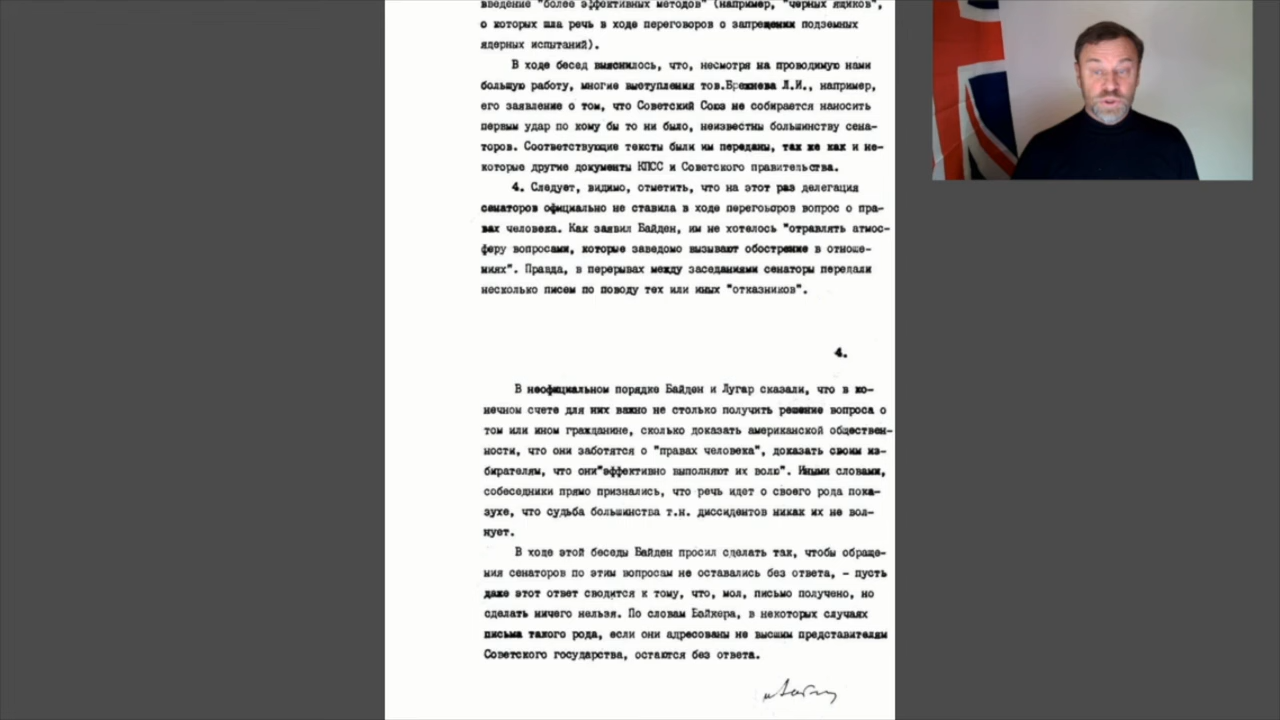 введение "более эффективных методов" (например, "черных ящиков",
о которых шла речь в ходе переговоров о запрещении подземных
ядерных испытаний).
В ходе бесед выяснилось, что, несмотря на проводимую нами
большую работу, многие выступления тов.Брежнева Л.И., например,
его заявление о том, что Советский Союз не собирается наносить
первым удар по кому бы то ни было, неизвестны большинству сена-
торов. Соответствующие тексты были им переданы, так же как и не-
которые другие документы КПСС и Советского правительства.
4. Следует, видимо, отметить, что на этот раз делегация
сенаторов официально не ставила в ходе переговоров вопрос о пра-
вах человека. Как заявил Байден, им не хотелось "отравлять атмос-
феру вопросами, которые заведомо вызывают обострение в отноше-
ниях". Правда, в перерывах между заседаниями сенаторы передали
несколько писем по поводу тех или иных "отказников".
4.
В неофициальном порядке Байден и Лугар сказали, что в ко-
нечном счете для них важно не столько получить решение вопроса о
том или ином гражданине, сколько доказать американской обществен-
ности, что они заботятся о "правах человека", доказать своим из-
бирателям, что они"эффективно выполняют их волю". Иными словами,
собеседники прямо признались, что речь идет о своего рода пока-
зухе, что судьба большинства т.н. диссидентов никак их не вол-
нует.
В ходе этой беседы Байден просил сделать так, чтобы обраще-
ния сенаторов по этим вопросам не оставались без ответа, - пусть
даже этот ответ сводится к тому, что, мол, письмо получено, но
сделать ничего нельзя. По словам Бэйкера, в некоторых случаях
письма такого рода, если они адресованы не высшим представителям
Советского государства, остаются без ответа.